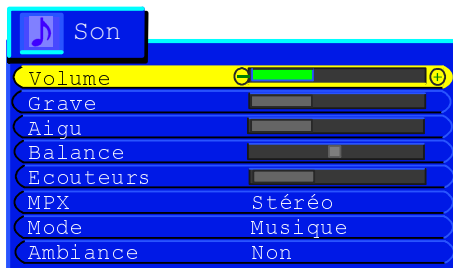 Son
Volume
Grave
Aigu
Balance
Ecouteurs
MPX Stéréo
Mode Musique
Ambiance Non